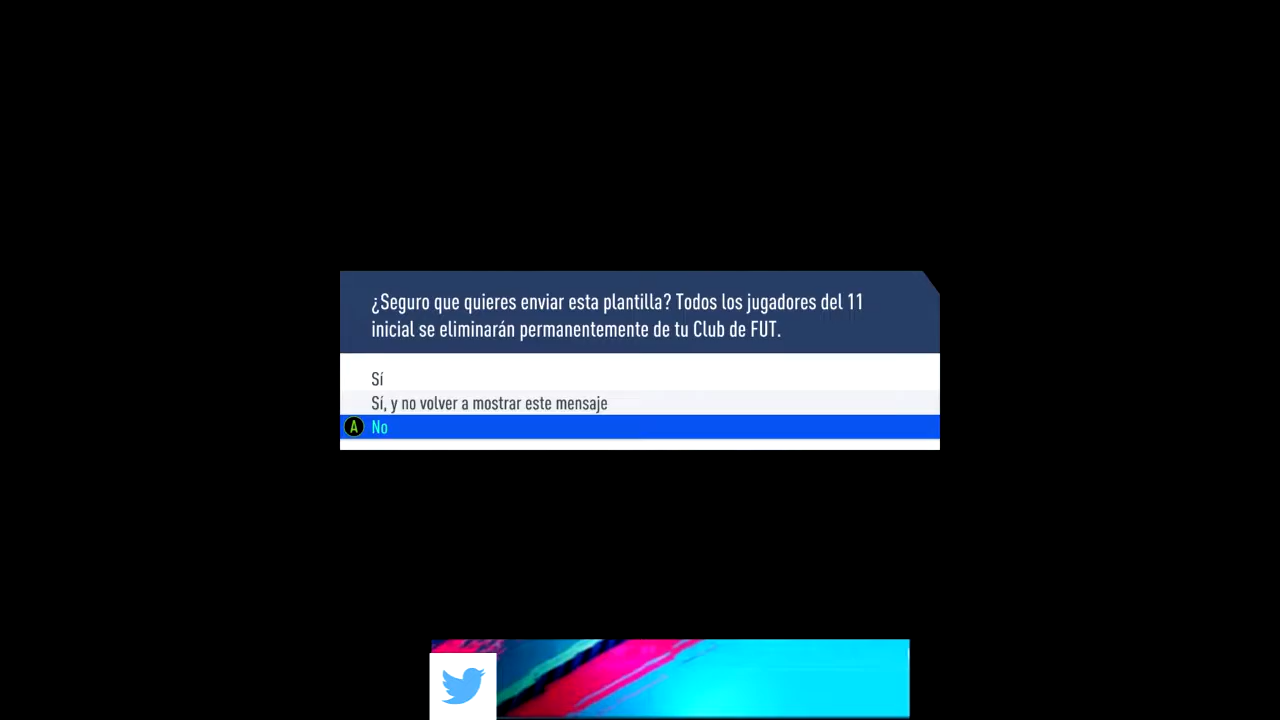 ¿Seguro que quieres enviar esta plantilla? Todos los jugadores del 11
inicial se eliminarán permanentemente de tu Club de FUT.
Sí
Sí, y no volver a mostrar este mensaje
A No